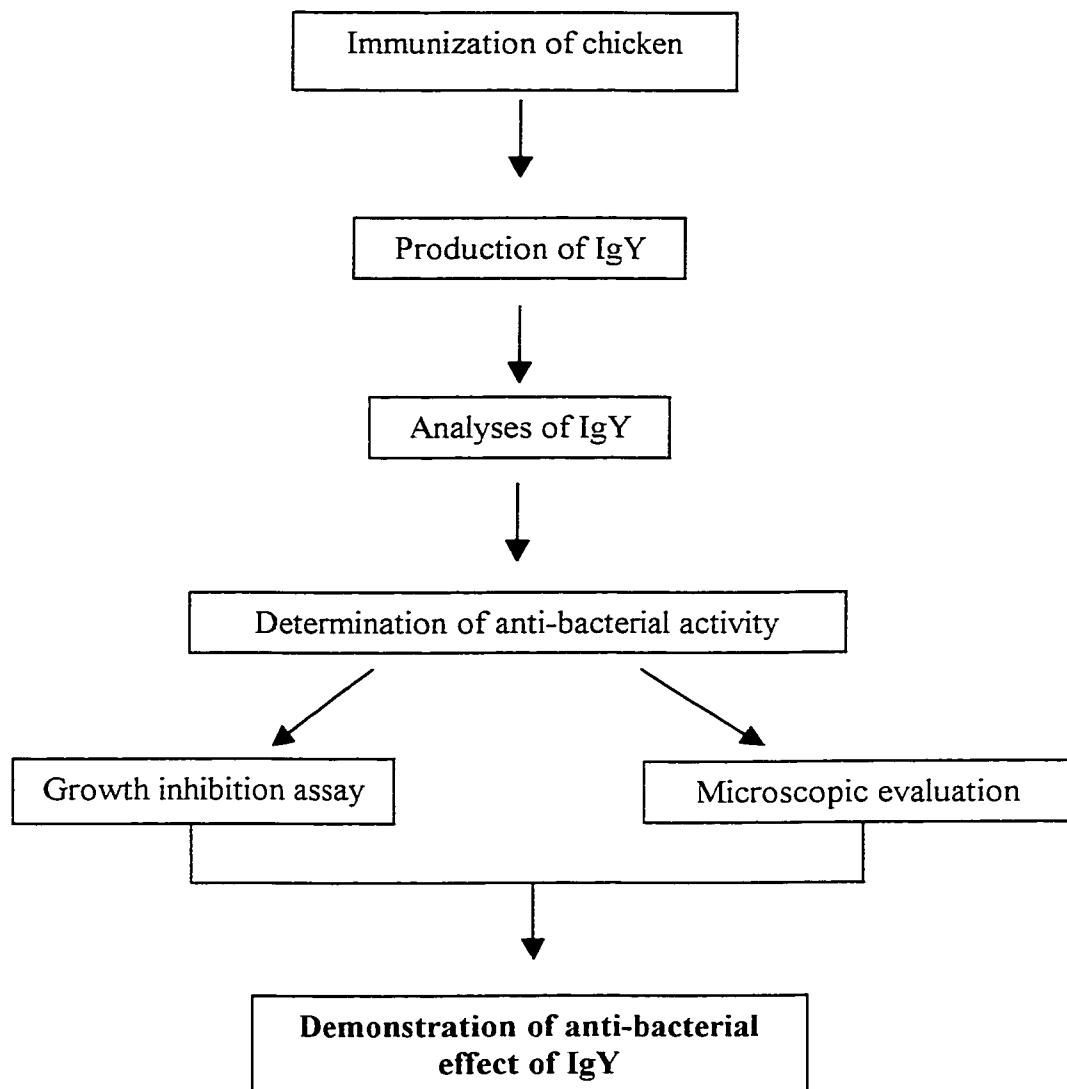 Immunization of chicken
Production of IgY
Analyses of IgY
Determination of anti-bacterial activity
Growth inhibition assay
Microscopic evaluation
Demonstration of anti-bacterial
effect of IgY